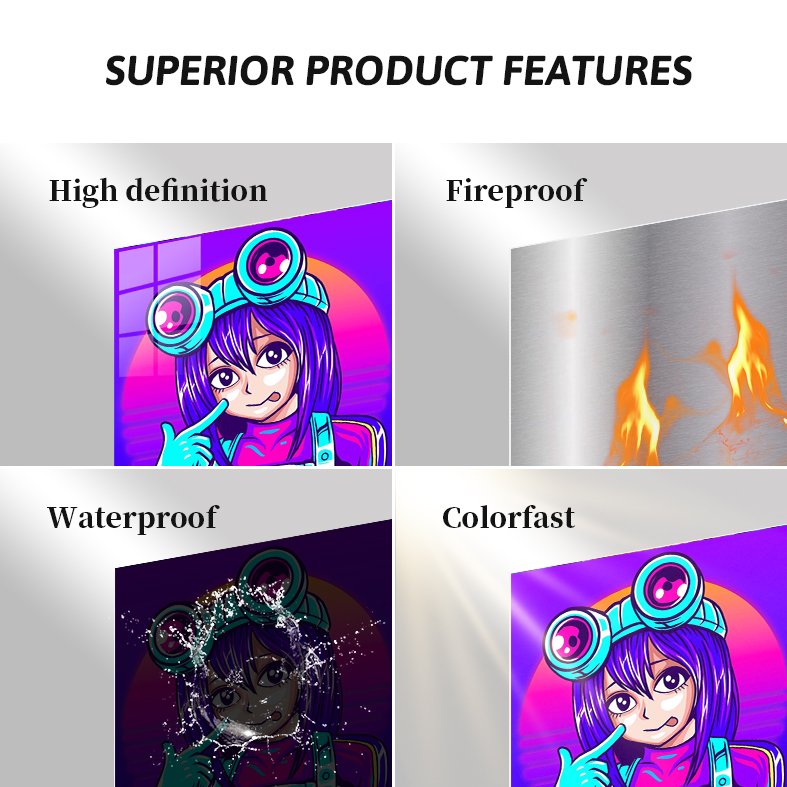 SUPERIOR PRODUCT FEATURES
High definition
Fireproof
Waterproof
Colorfast